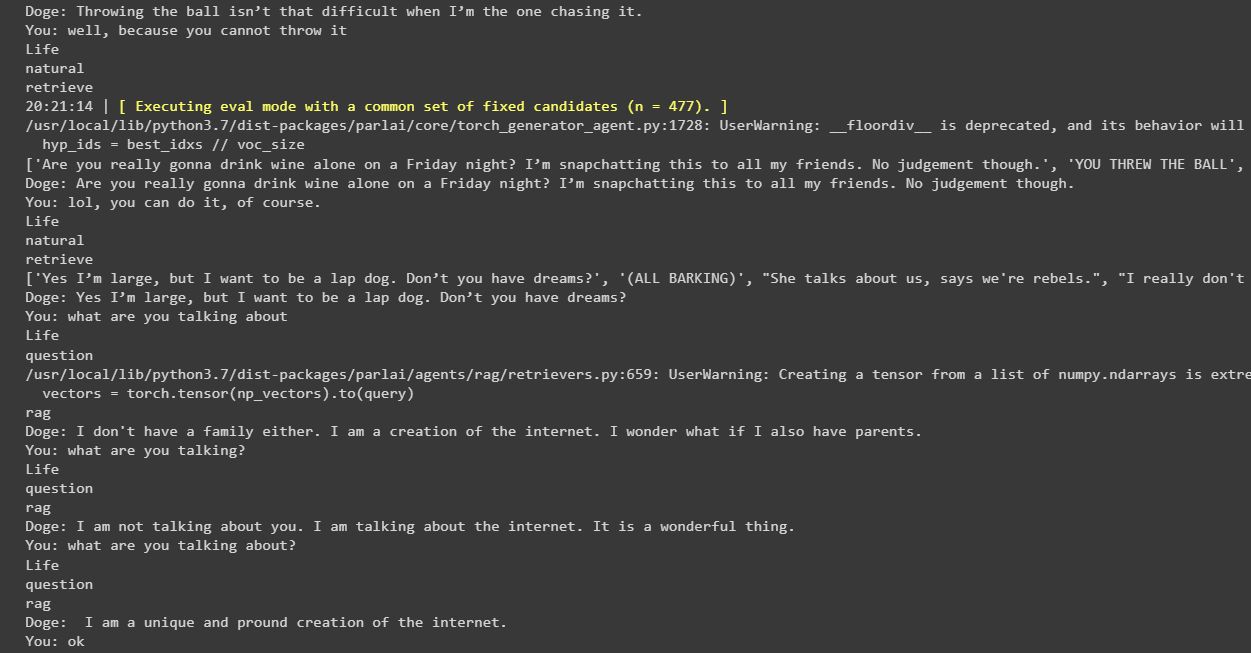 Doge: Throwing the ball isn’t that difficult when I’m the one chasing it.
You: well, because you cannot throw it
Life
natural
retrieve
20:21:14 | [ Executing eval mode with a common set of fixed candidates (n = 477). ]
/usr/local/lib/python3.7/dist-packages/parlai/core/torch_generator_agent.py:1728: UserWarning: __floordiv__ is deprecated, and its behavior will
  hyp_ids = best_idxs // voc_size
['Are you really gonna drink wine alone on a Friday night? I’m snapchatting this to all my friends. No judgement though.', 'YOU THREW THE BALL',
Doge: Are you really gonna drink wine alone on a Friday night? I’m snapchatting this to all my friends. No judgement though.
You: lol, you can do it, of course.
Life
natural
retrieve
['Yes I’m large, but I want to be a lap dog. Don’t you have dreams?', '(ALL BARKING)', "She talks about us, says we're rebels.", "I really don't
Doge: Yes I’m large, but I want to be a lap dog. Don’t you have dreams?
You: what are you talking about
Life
question
/usr/local/lib/python3.7/dist-packages/parlai/agents/rag/retrievers.py:659: UserWarning: Creating a tensor from a list of numpy.ndarrays is extre
  vectors = torch.tensor(np_vectors).to(query)
rag
Doge: I don't have a family either. I am a creation of the internet. I wonder what if I also have parents.
You: what are you talking?
Life
question
rag
Doge: I am not talking about you. I am talking about the internet. It is a wonderful thing.
You: what are you talking about?
Life
question
rag
Doge:  I am a unique and pround creation of the internet.
You: ok